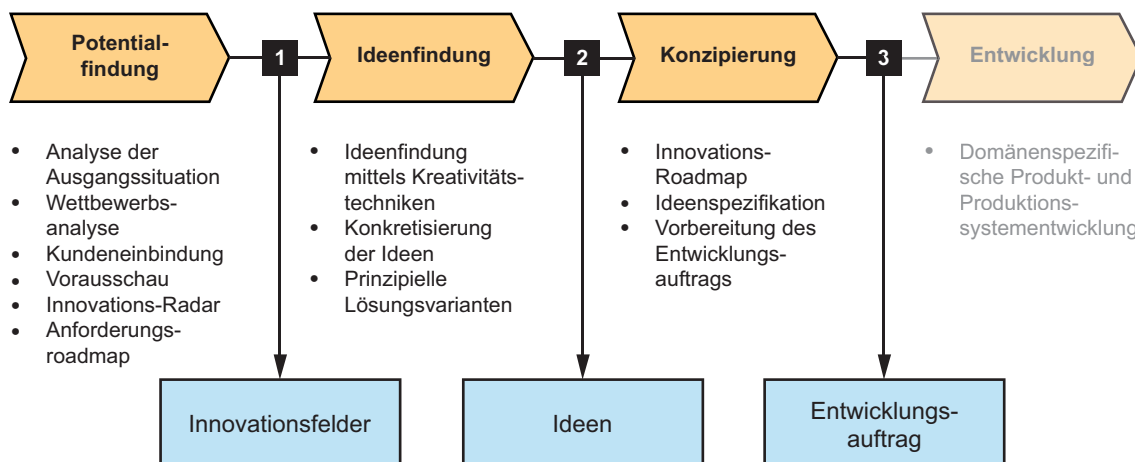 Potential-
findung
1
Ideenfindung
2
Konzipierung
3
Entwicklung
• Analyse der
Ausgangssituation
• Wettbewerbs-
analyse
• Kundeneinbindung
• Vorausschau
• Innovations-Radar
• Anforderungs-
roadmap
• Ideenfindung
mittels Kreativitäts-
techniken
• Konkretisierung
der Ideen
• Prinzipielle
Lösungsvarianten
• Innovations-
Roadmap
• Ideenspezifikation
• Vorbereitung des
Entwicklungs-
auftrags
• Domänenspezifi-
sche Produkt- und
Produktions-
systementwicklung
Innovationsfelder
Ideen
Entwicklungs-
auftrag